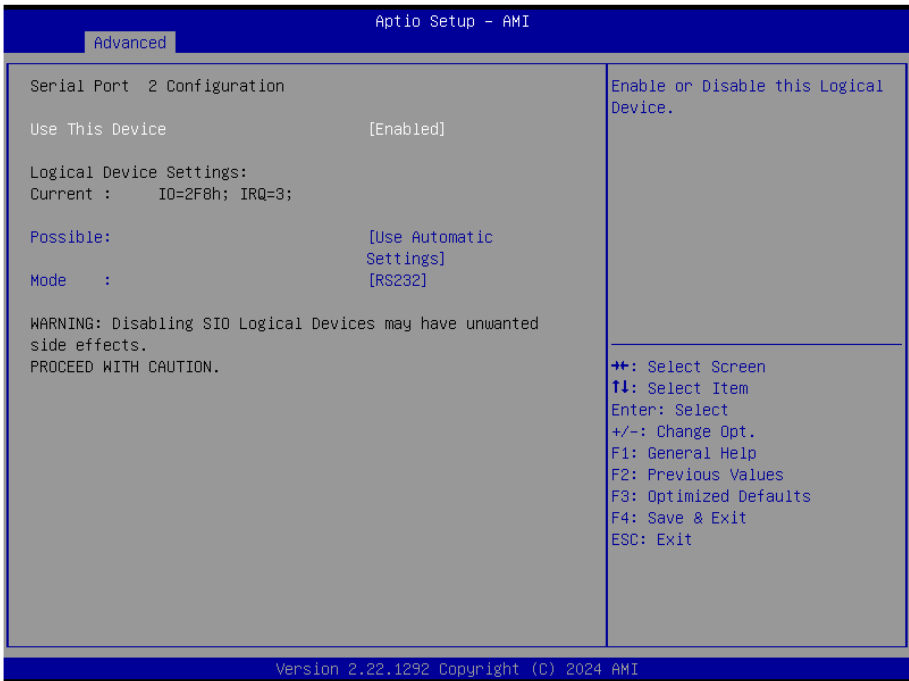 Aptio Setup – AMI
Advanced
Serial Port  2 Configuration
Use This Device [Enabled]
Logical Device Settings:
Current : IO=2F8h; IRQ=3;
Possible: [Use Automatic
Settings]
Mode : [RS232]
WARNING: Disabling SIO Logical Devices may have unwanted
side effects.
PROCEED WITH CAUTION.
Enable or Disable this Logical
Device.
→←: Select Screen
↑↓: Select Item
Enter: Select
+/-: Change Opt.
F1: General Help
F2: Previous Values
F3: Optimized Defaults
F4: Save & Exit
ESC: Exit
Version 2.22.1292 Copyright (C) 2024 AMI